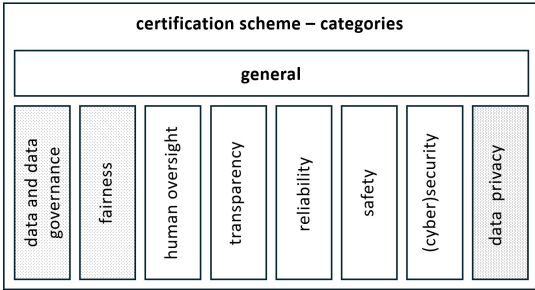 certification scheme – categories
general
data and data
governance
fairness
human oversight
transparency
reliability
safety
(cyber)security
data privacy